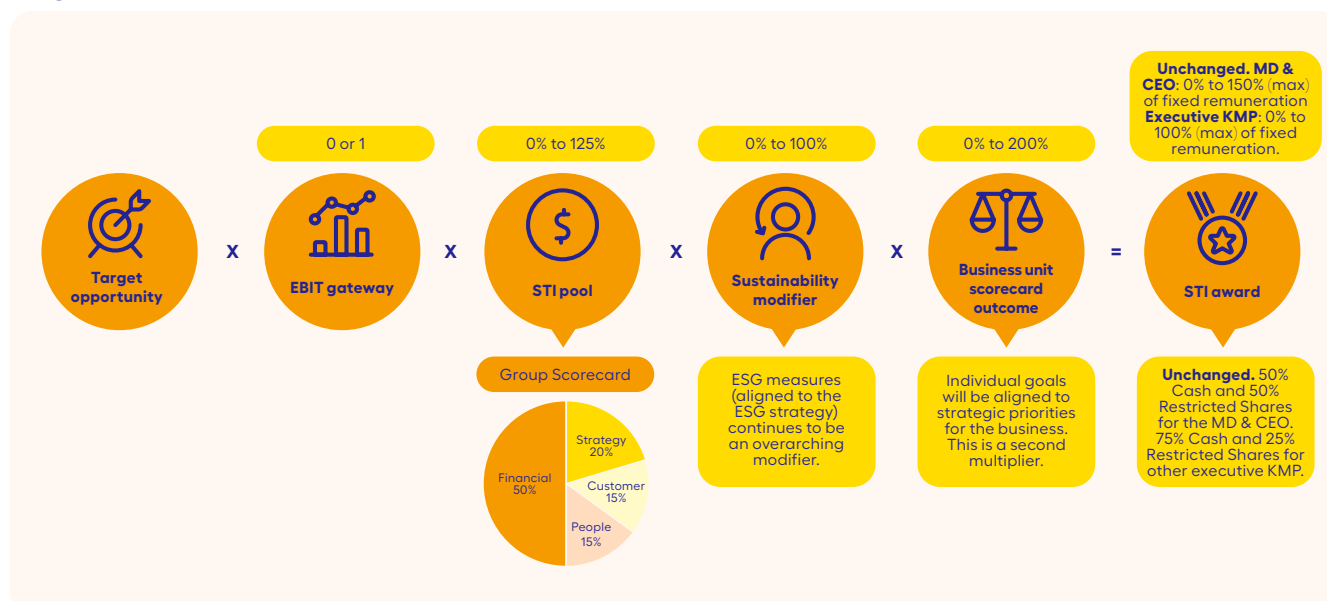 Unchanged. MD &
CEO: 0% to 150% (max)
of fixed remuneration
Executive KMP: 0% to
100% (max) of fixed
remuneration.
0 or 1
0% to 125%
0% to 100%
0% to 200%
Target
opportunity
X
EBIT gateway
X
$
STI pool
X
Sustainability
modifier
X
Business unit
scorecard
outcome
=
STI award
Group Scorecard
Financial
50%
Strategy
20%
Customer
15%
People
15%
ESG measures
(aligned to the
ESG strategy)
continues to be
an overarching
modifier.
Individual goals
will be aligned to
strategic priorities
for the business.
This is a second
multiplier.
Unchanged. 50%
Cash and 50%
Restricted Shares
for the MD & CEO.
75% Cash and 25%
Restricted Shares for
other executive KMP.